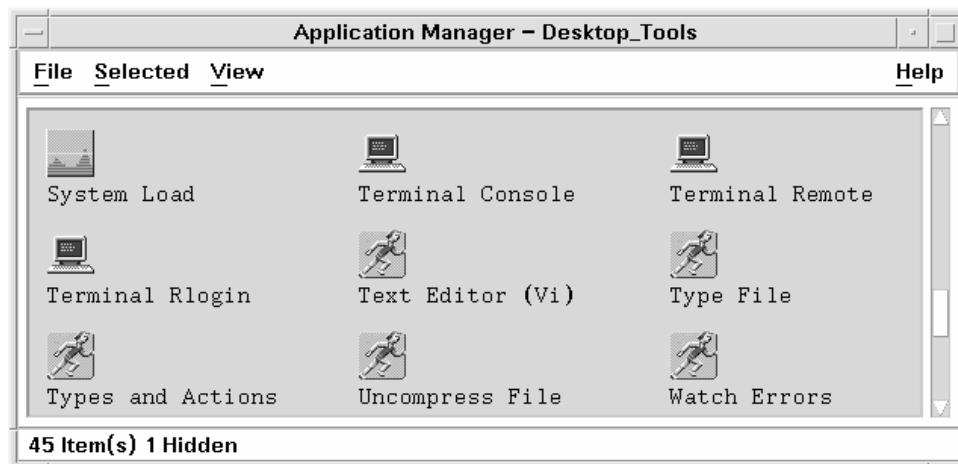 Application Manager – Desktop_Tools
File Selected View Help
System Load Terminal Console Terminal Remote
Terminal Rlogin Text Editor (Vi) Type File
Types and Actions Uncompress File Watch Errors
45 Item(s) 1 Hidden